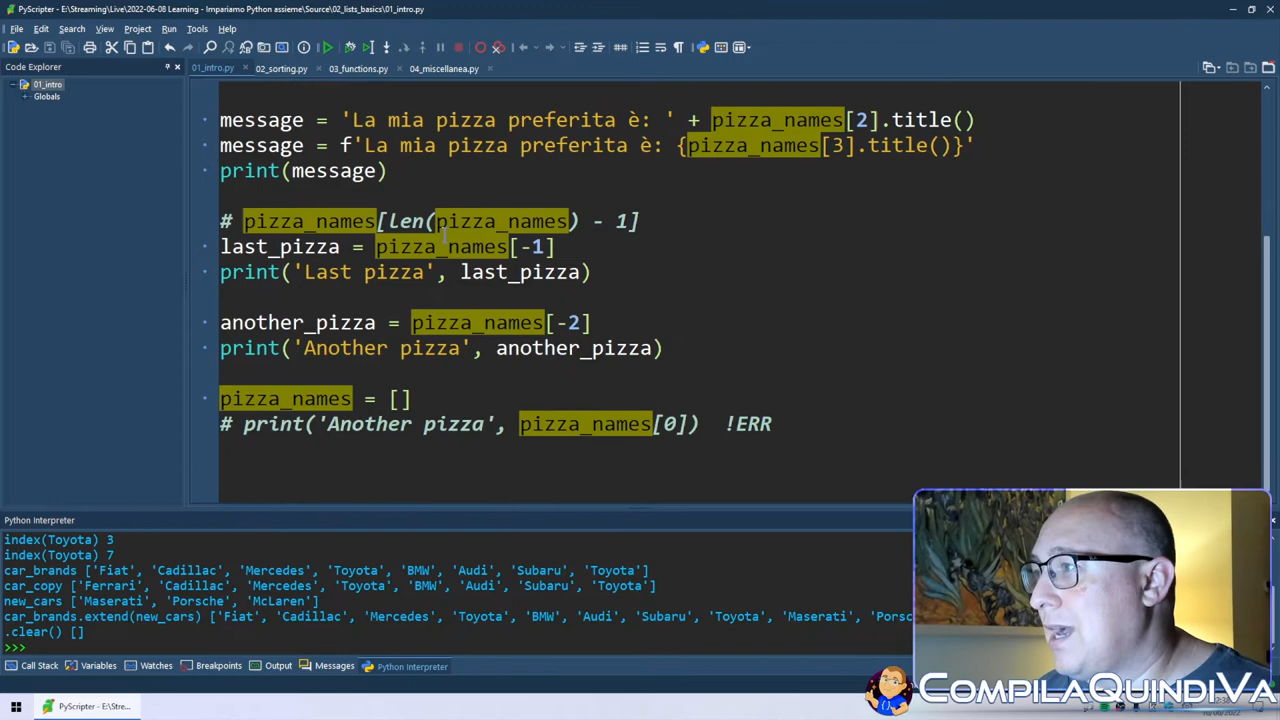 PyScripter - E:\Streaming\Live\2022-06-08 Learning - Impariamo Python assieme\Source\02_lists_basics\01_intro.py
File Edit Search View Project Run Tools Help
Code Explorer
01_intro
Globals
01_intro.py × 02_sorting.py × 03_functions.py × 04_miscellanea.py ×
message = 'La mia pizza preferita è: ' + pizza_names[2].title()
message = f'La mia pizza preferita è: {pizza_names[3].title()}'
print(message)
# pizza_names[len(pizza_names) - 1]
last_pizza = pizza_names[-1]
print('Last pizza', last_pizza)
another_pizza = pizza_names[-2]
print('Another pizza', another_pizza)
pizza_names = []
# print('Another pizza', pizza_names[0])  !ERR
Python Interpreter
index(Toyota) 3
index(Toyota) 7
car_brands ['Fiat', 'Cadillac', 'Mercedes', 'Toyota', 'BMW', 'Audi', 'Subaru', 'Toyota']
car_copy ['Ferrari', 'Cadillac', 'Mercedes', 'Toyota', 'BMW', 'Audi', 'Subaru', 'Toyota']
new_cars ['Maserati', 'Porsche', 'McLaren']
car_brands.extend(new_cars) ['Fiat', 'Cadillac', 'Mercedes', 'Toyota', 'BMW', 'Audi', 'Subaru', 'Toyota', 'Maserati', 'Porsc
.clear() []
>>>
Call Stack Variables Watches Breakpoints Output Messages Python Interpreter
COMPILAQUINDIVA
PyScripter - E:\Stre...